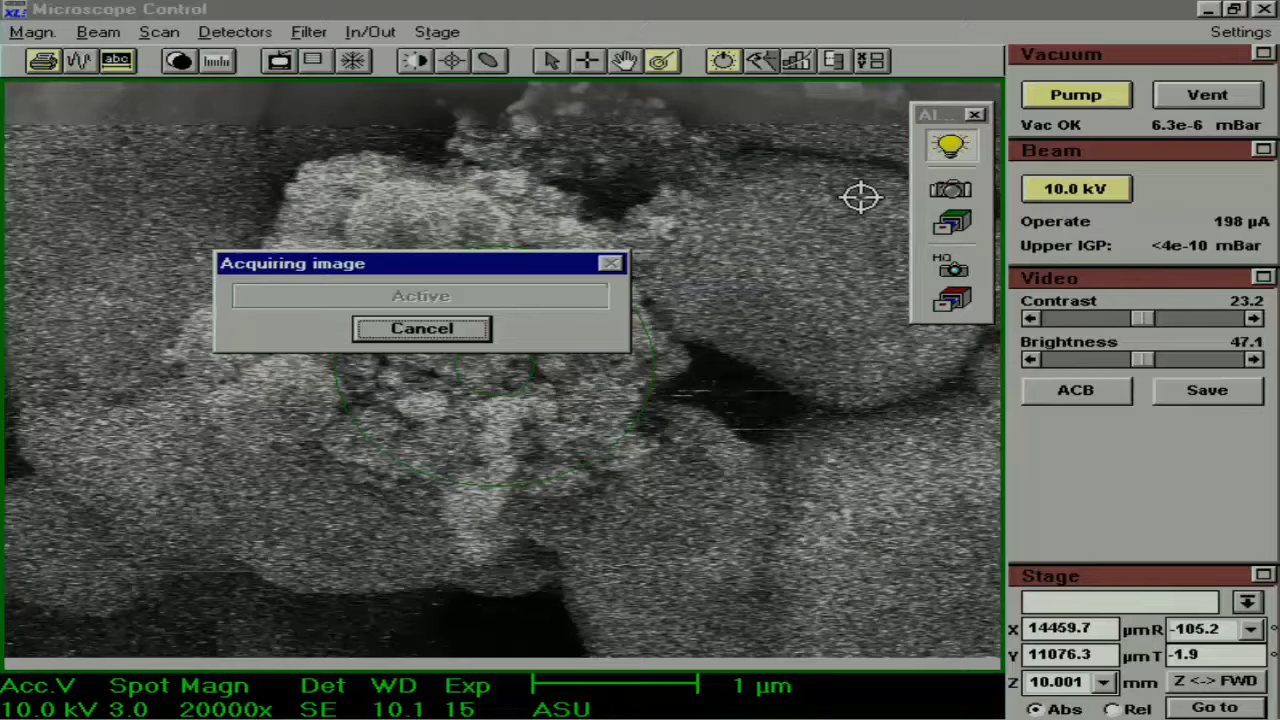 XL: Microscope Control
Magn. Beam Scan Detectors Filter In/Out Stage Settings
abc
Vacuum
Pump Vent
Vac OK 6.3e-6 mBar
Beam
10.0 kV
Operate 198 µA
Upper IGP: <4e-10 mBar
Video
Contrast 23.2
Brightness 47.1
ACB Save
HQ
Acquiring image
Active
Cancel
Stage
X 14459.7 µm R -105.2 °
Y 11076.3 µm T -1.9 °
Z 10.001 mm Z <-> FWD
Abs Rel Go to
Acc.V Spot Magn Det WD Exp 1 µm
10.0 kV 3.0 20000x SE 10.1 15 ASU